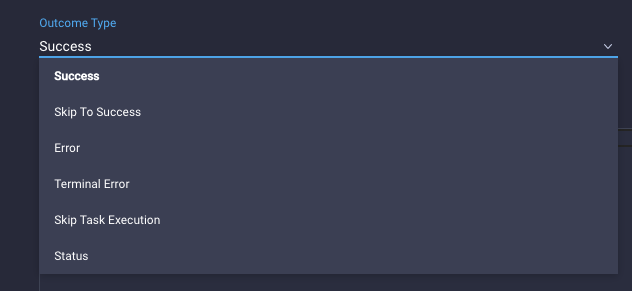 Outcome Type
Success
Success
Skip To Success
Error
Terminal Error
Skip Task Execution
Status